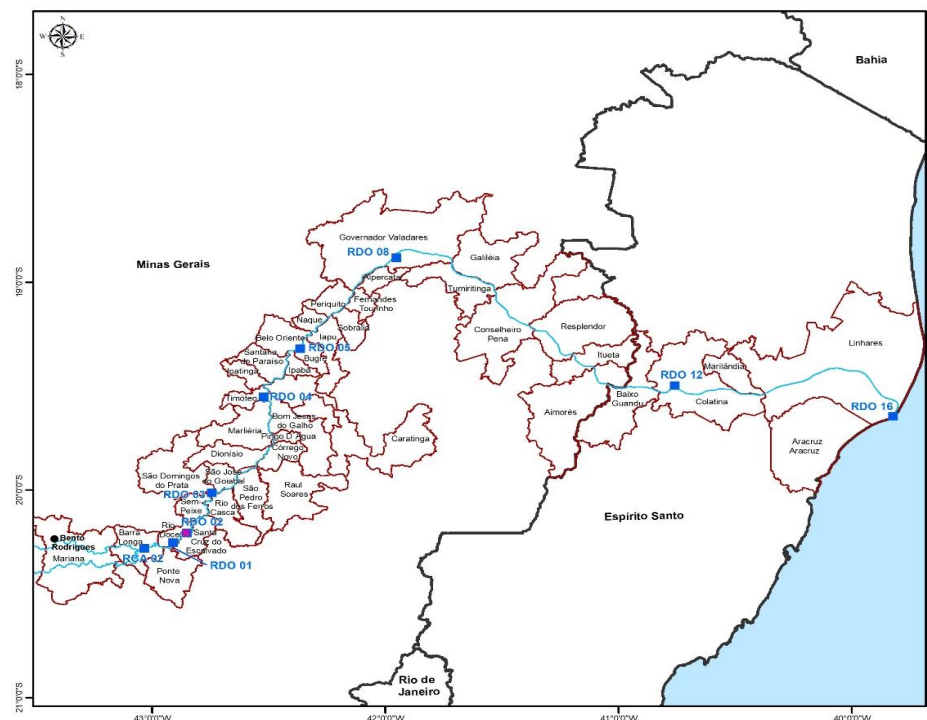 N
W E
S
Bahia
18°0'0"S
Minas Gerais
Governador Valadares
RDO 08
Galiléia
19°0'0"S
Alpercata
Tumiritinga
Periquito
Fernandes
Tourinho
Naque
Sobrália
Resplendor
Conselheiro
Pena
Belo Oriente
Iapu
RDO 05
Linhares
Santana
do Paraíso
Bugre
Itueta
Marilândia
Ipatinga
Ipaba
RDO 12
Timóteo
RDO 04
Baixo
Guandu
Colatina
Aimorés
RDO 16
Bom Jesus
do Galho
Marliéria
Pingo D'Água
Caratinga
Aracruz
Aracruz
Córrego
Novo
Dionísio
São Domingos
do Prata
São José
do Goiabal
Raul
Soares
20°0'0"S
RDO 03
São
Pedro
dos Ferros
Sem
Peixe
Rio
Casca
Espirito Santo
RDO 02
Bento
Rodrigues
Barra
Longa
Rio
Doce
Santa
Cruz do
Escalvado
Mariana
RCA 02
RDO 01
Ponte
Nova
Rio de
Janeiro
21°0'0"S
43°0'0"W
42°0'0"W
41°0'0"W
40°0'0"W